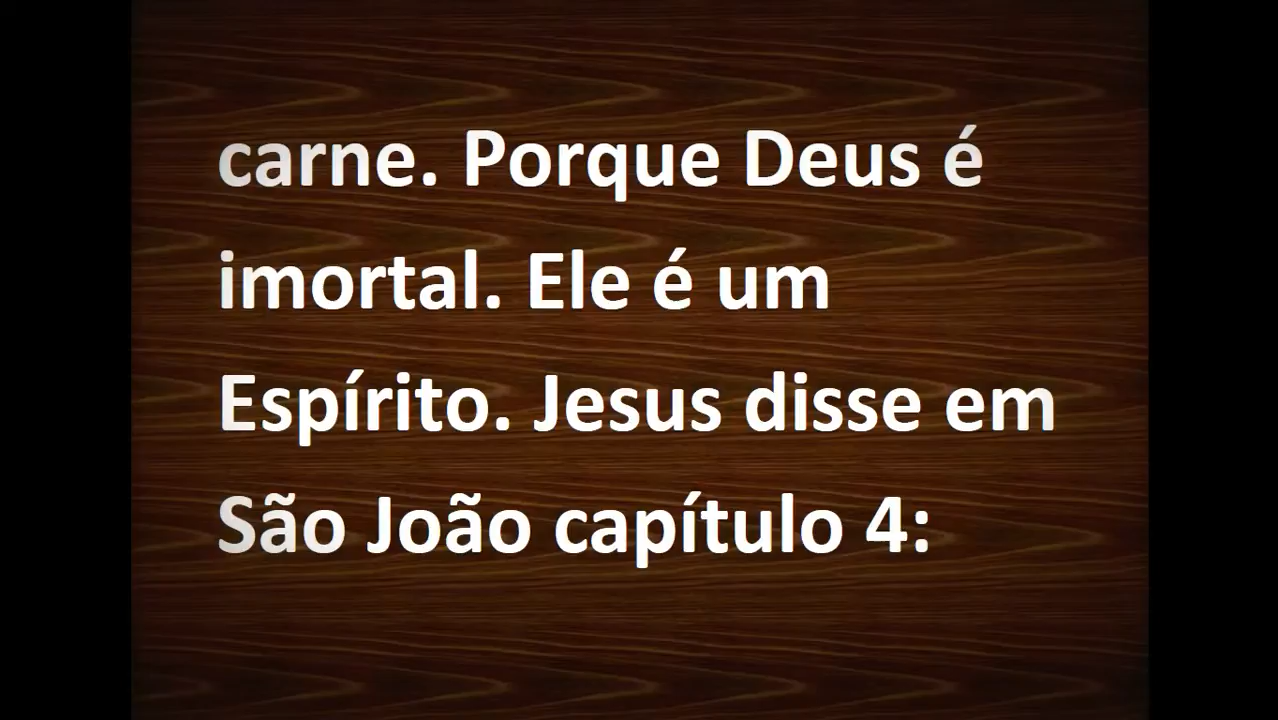 carne. Porque Deus é
imortal. Ele é um
Espírito. Jesus disse em
São João capítulo 4: